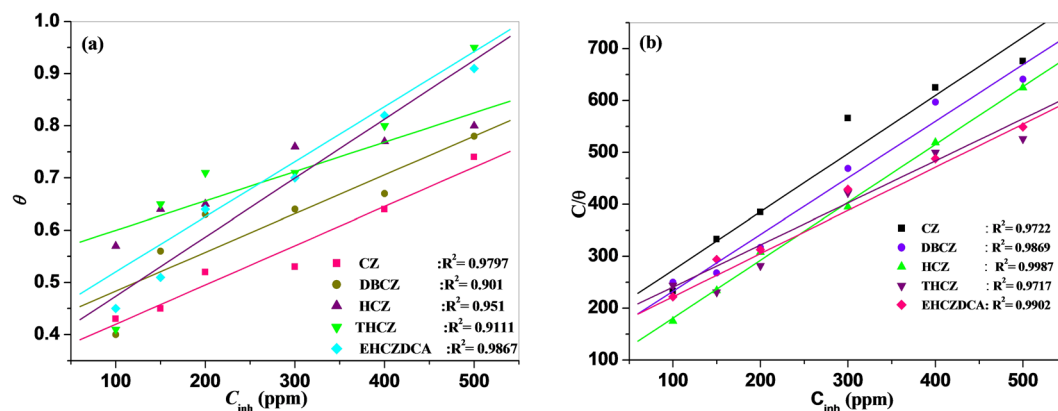 (a)
θ
1.0
0.9
0.8
0.7
0.6
0.5
0.4
CZ :R²= 0.9797
DBCZ :R²= 0.901
HCZ :R²= 0.951
THCZ :R²= 0.9111
EHCZDCA :R²= 0.9867
100 200 300 400 500
C_inh (ppm)
(b)
C/θ
700
600
500
400
300
200
100
CZ : R²= 0.9722
DBCZ : R²= 0.9869
HCZ : R²= 0.9987
THCZ : R²= 0.9717
EHCZDCA : R²= 0.9902
100 200 300 400 500
C_inh (ppm)